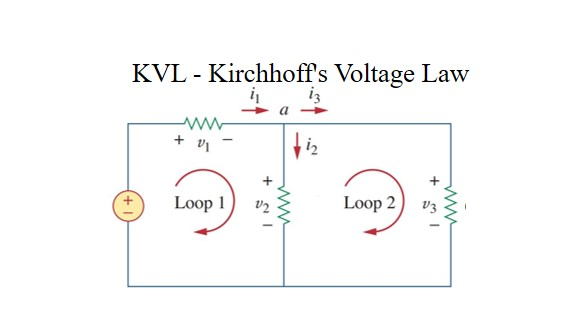 KVL - Kirchhoff's Voltage Law
i₁ i₃
a
+ v₁ − i₂
+ +
+ Loop 1 v₂ Loop 2 v₃
−
− −